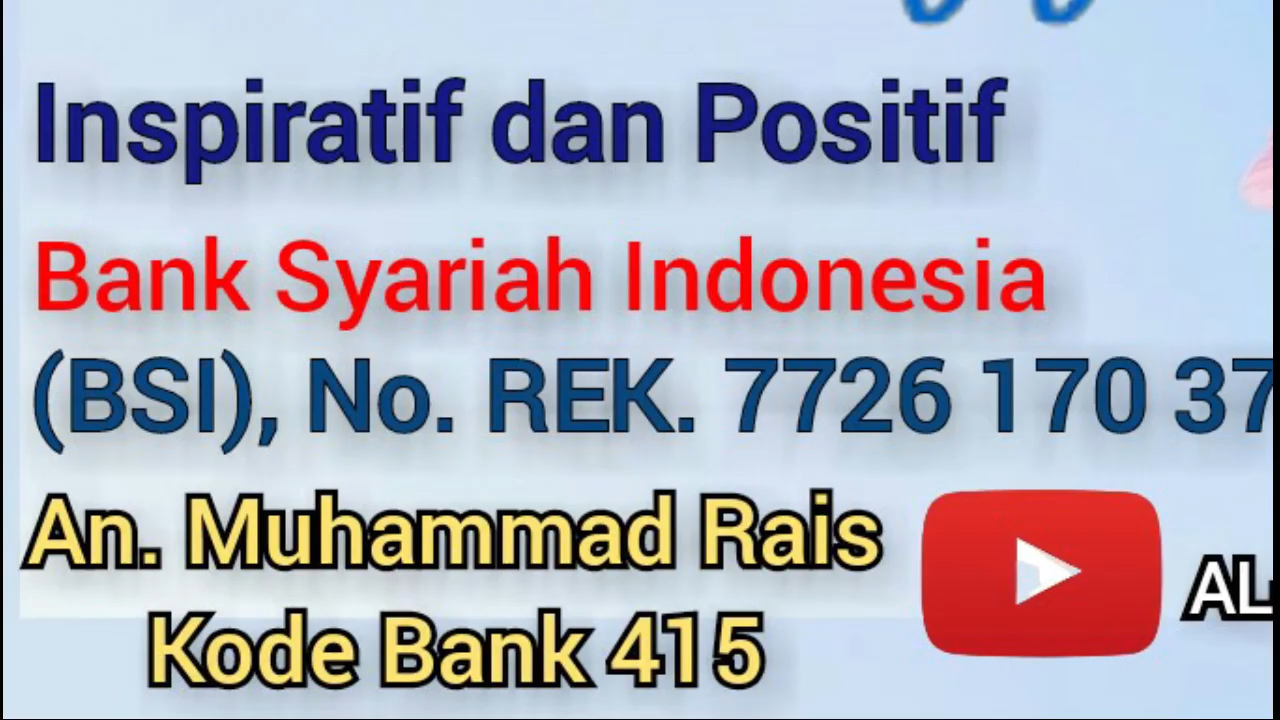 Inspiratif dan Positif
Bank Syariah Indonesia
(BSI), No. REK. 7726 170 37
An. Muhammad Rais
Kode Bank 415
AL